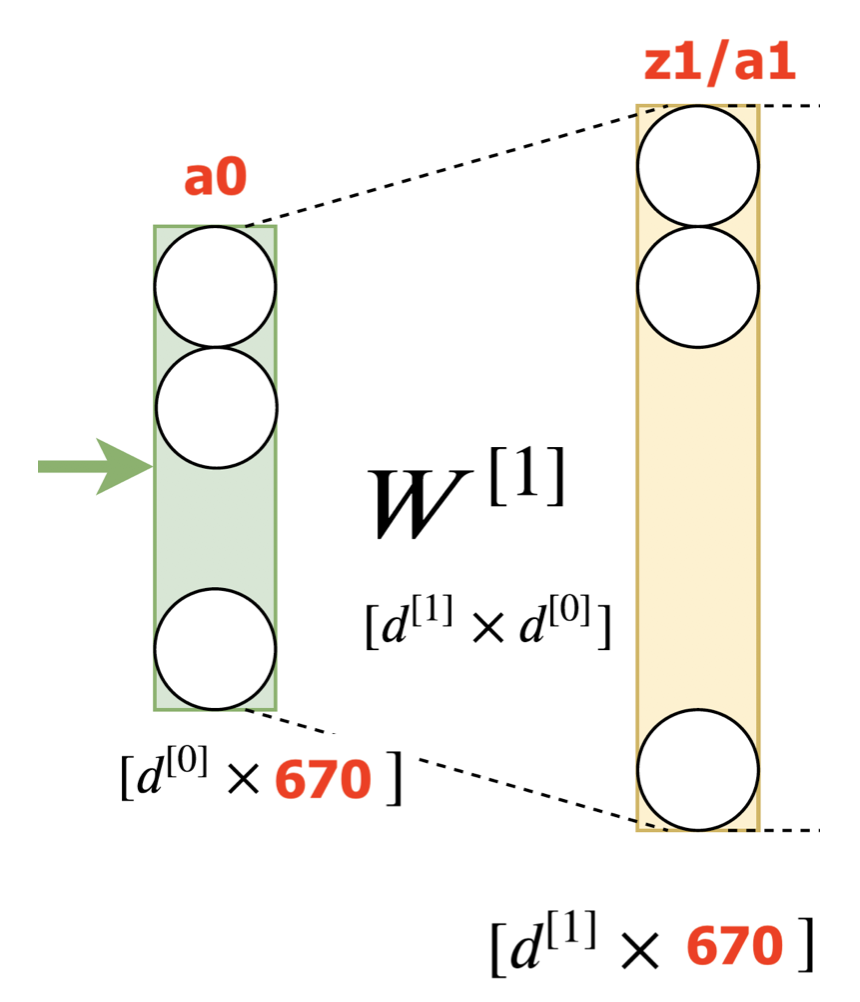 z1/a1
a0
W^[1]
[d^[1] × d^[0]]
[d^[0] × 670 ]
[d^[1] × 670 ]